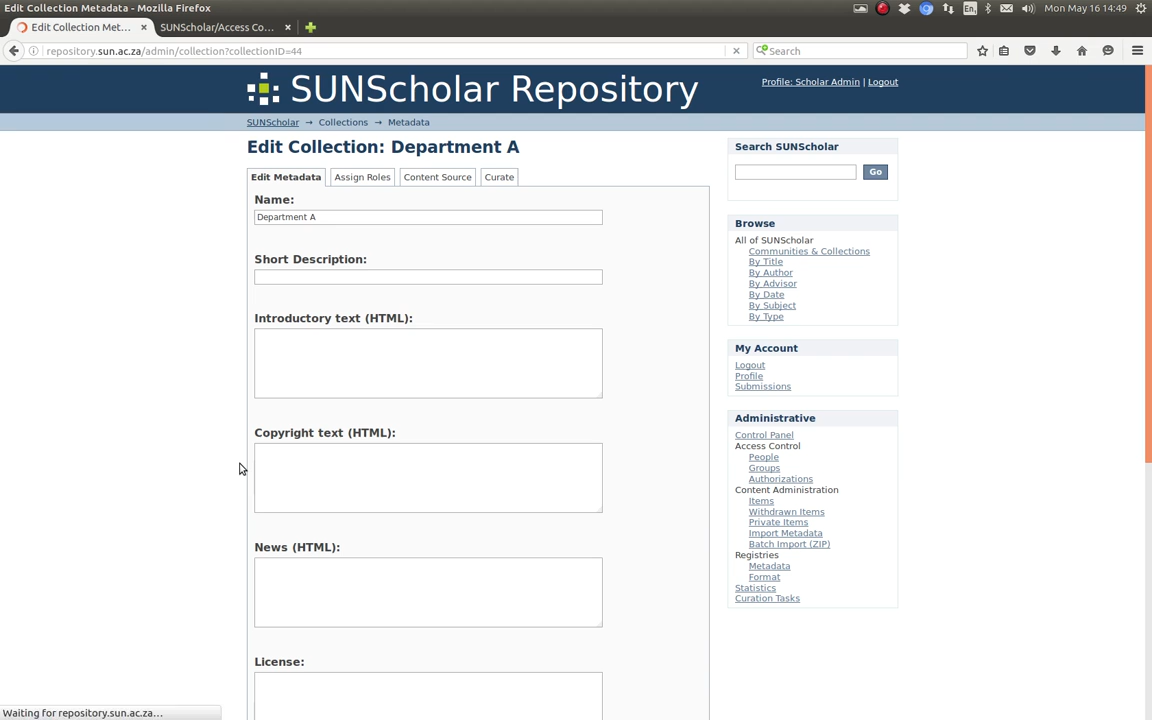 Edit Collection Metadata - Mozilla Firefox
En
Mon May 16 14:49
Edit Collection Met...
SUNScholar/Access Co...
repository.sun.ac.za/admin/collection?collectionID=44
Search
SUNScholar Repository
Profile: Scholar Admin | Logout
SUNScholar → Collections → Metadata
Edit Collection: Department A
Edit Metadata
Assign Roles
Content Source
Curate
Name:
Department A
Short Description:
Introductory text (HTML):
Copyright text (HTML):
News (HTML):
License:
Search SUNScholar
Go
Browse
All of SUNScholar
Communities & Collections
By Title
By Author
By Advisor
By Date
By Subject
By Type
My Account
Logout
Profile
Submissions
Administrative
Control Panel
Access Control
People
Groups
Authorizations
Content Administration
Items
Withdrawn Items
Private Items
Import Metadata
Batch Import (ZIP)
Registries
Metadata
Format
Statistics
Curation Tasks
Waiting for repository.sun.ac.za...